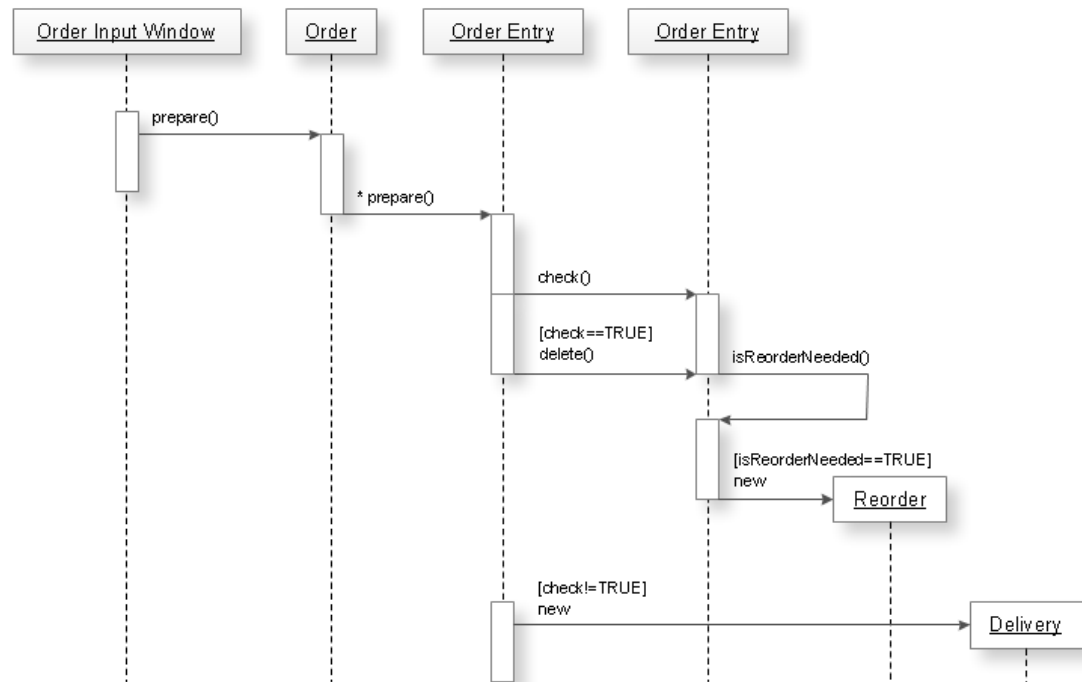 Order Input Window
Order
Order Entry
Order Entry
prepare()
* prepare()
check()
[check==TRUE]
delete()
isReorderNeeded()
[isReorderNeeded==TRUE]
new
Reorder
[check!=TRUE]
new
Delivery